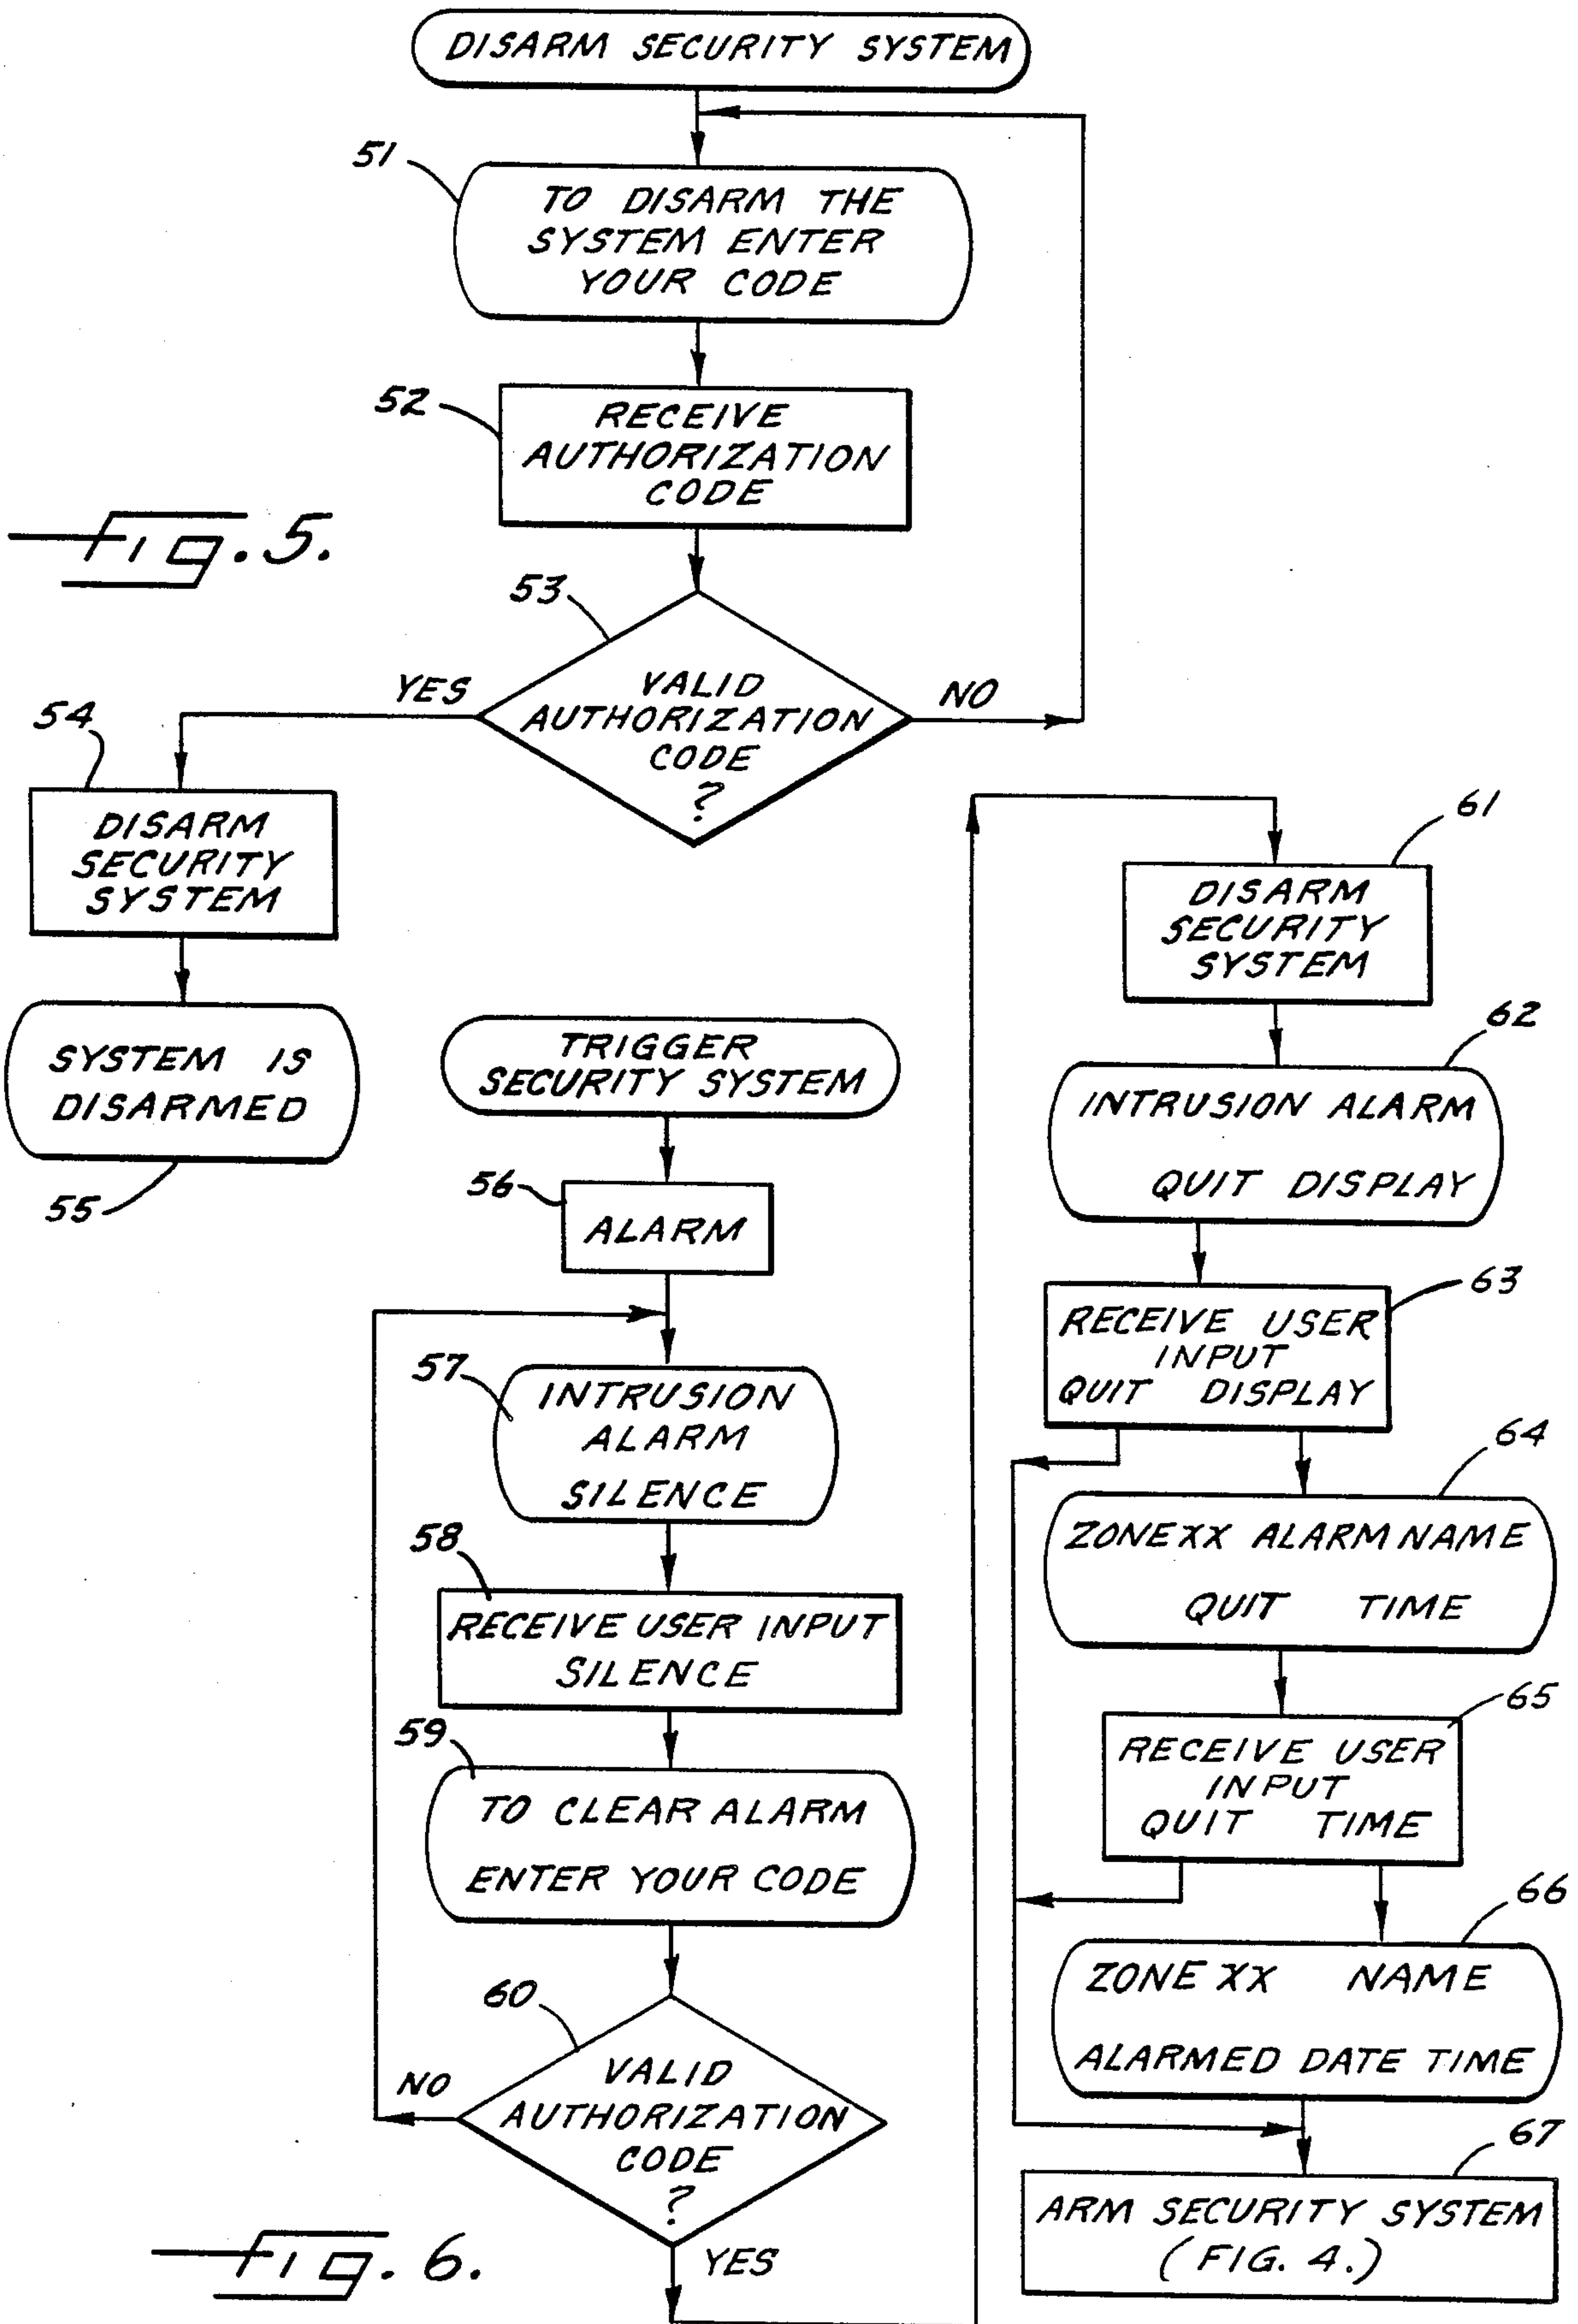 DISARM SECURITY SYSTEM
51
TO DISARM THE
SYSTEM ENTER
YOUR CODE
52
RECEIVE
AUTHORIZATION
CODE
Fig. 5.
53
VALID
AUTHORIZATION
CODE
?
YES
NO
54
DISARM
SECURITY
SYSTEM
SYSTEM IS
DISARMED
55
TRIGGER
SECURITY SYSTEM
56
ALARM
57
INTRUSION
ALARM
SILENCE
58
RECEIVE USER INPUT
SILENCE
59
TO CLEAR ALARM
ENTER YOUR CODE
60
VALID
AUTHORIZATION
CODE
?
NO
YES
Fig. 6.
61
DISARM
SECURITY
SYSTEM
62
INTRUSION ALARM
QUIT DISPLAY
63
RECEIVE USER
INPUT
QUIT DISPLAY
64
ZONE XX ALARM NAME
QUIT TIME
65
RECEIVE USER
INPUT
QUIT TIME
66
ZONE XX NAME
ALARMED DATE TIME
67
ARM SECURITY SYSTEM
(FIG. 4.)